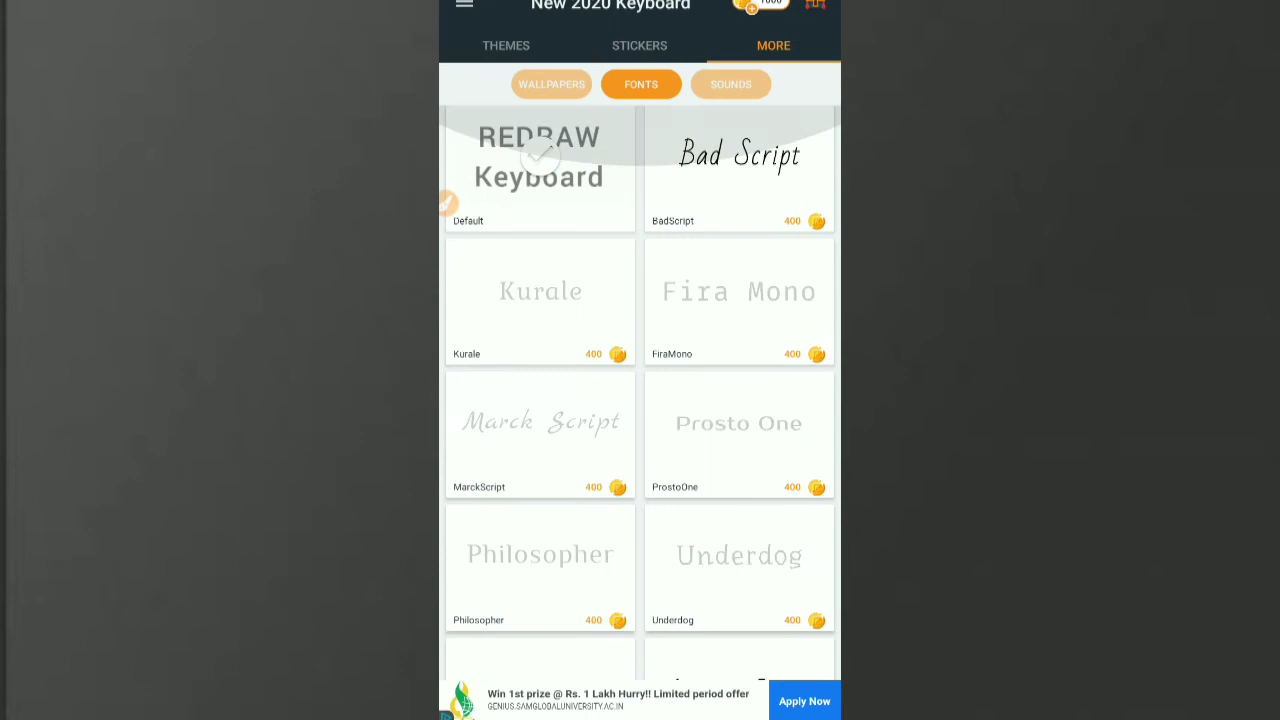 New 2020 Keyboard
THEMES
STICKERS
MORE
WALLPAPERS
FONTS
SOUNDS
REDRAW
Keyboard
Default
Bad Script
BadScript
400
Kurale
Kurale
400
Fira Mono
FiraMono
400
Marck Script
MarckScript
400
Prosto One
ProstoOne
400
Philosopher
Philosopher
400
Underdog
Underdog
400
Win 1st prize @ Rs. 1 Lakh Hurry!! Limited period offer
GENIUS.SAMGLOBALUNIVERSITY.AC.IN
Apply Now